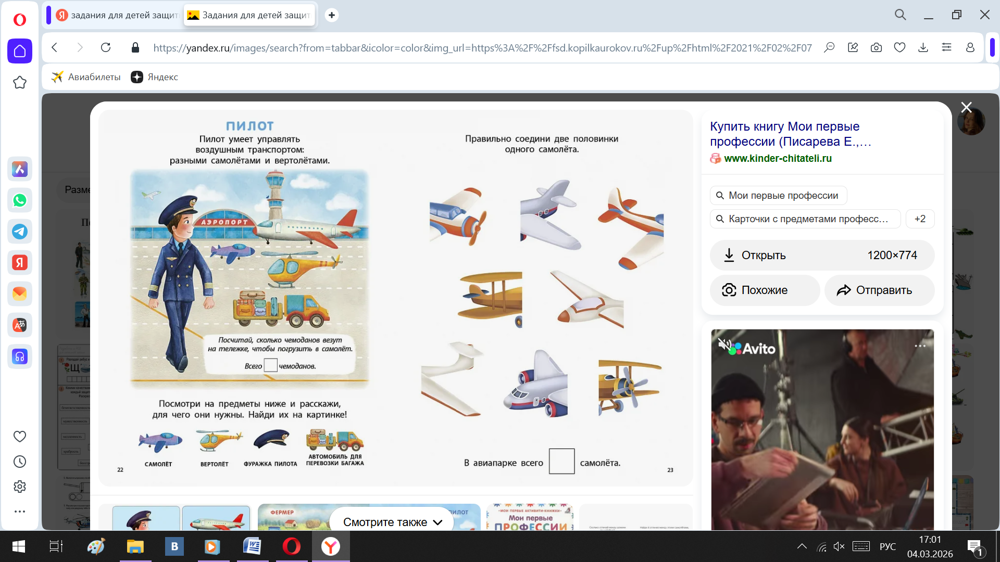 задания для детей защит
Задания для детей защит
https://yandex.ru/images/search?from=tabbar&icolor=color&img_url=https%3A%2F%2Ffsd.kopilkaurokov.ru%2Fup%2Fhtml%2F2021%2F02%2F07
Авиабилеты
Яндекс
Разме
ПИЛОТ
Пилот умеет управлять
воздушным транспортом:
разными самолётами и вертолётами.
АЭРОПОРТ
Посчитай, сколько чемоданов везут
на тележке, чтобы погрузить в самолёт.
Всего чемоданов.
Посмотри на предметы ниже и расскажи,
для чего они нужны. Найди их на картинке!
САМОЛЁТ
ВЕРТОЛЁТ
ФУРАЖКА ПИЛОТА
АВТОМОБИЛЬ ДЛЯ
ПЕРЕВОЗКИ БАГАЖА
22
Правильно соедини две половинки
одного самолёта.
В авиапарке всего самолёта.
23
Купить книгу Мои первые
профессии (Писарева Е.,…
www.kinder-chitateli.ru
Мои первые профессии
Карточки с предметами професс…
+2
Открыть
1200×774
Похожие
Отправить
Avito
ФЕРМЕР
ПИЛОТ
Смотрите также
МОИ ПЕРВЫЕ АКТИВИТИ-КНИЖКИ
Мои первые
ПРОФЕССИИ
17:01
РУС
04.03.2026
1